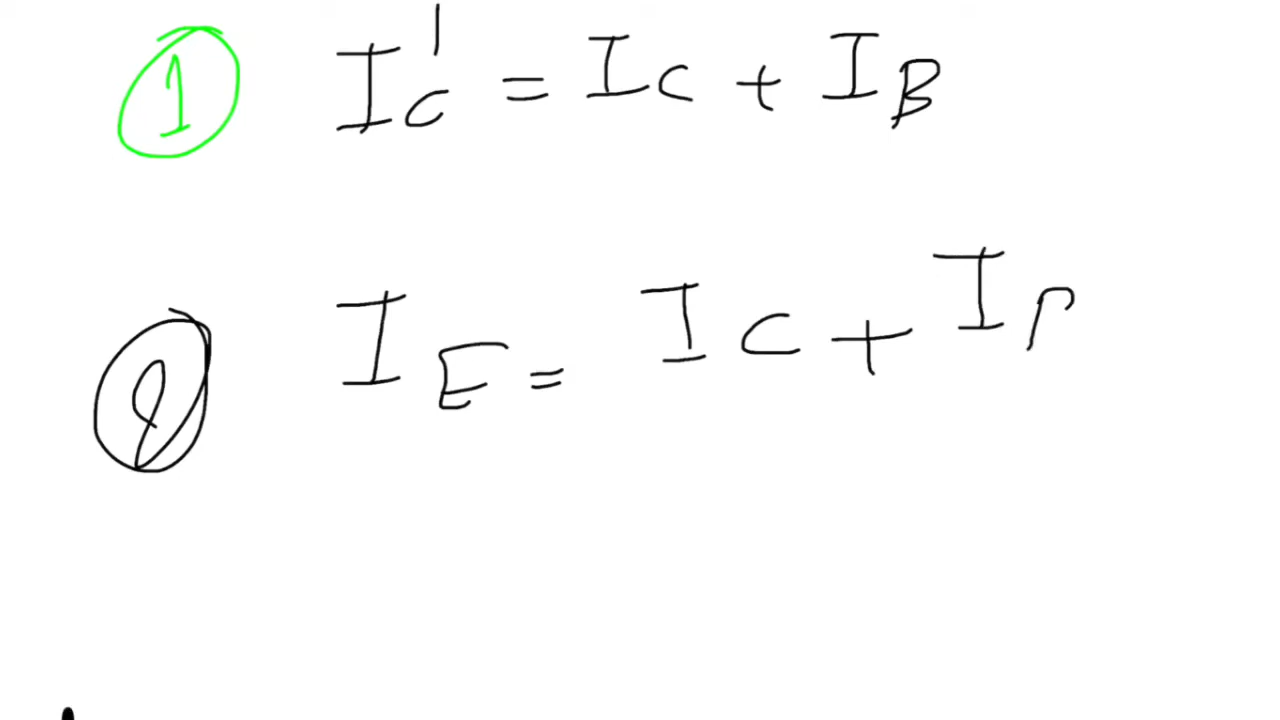 ① I'C = IC + IB
② IE = IC + I